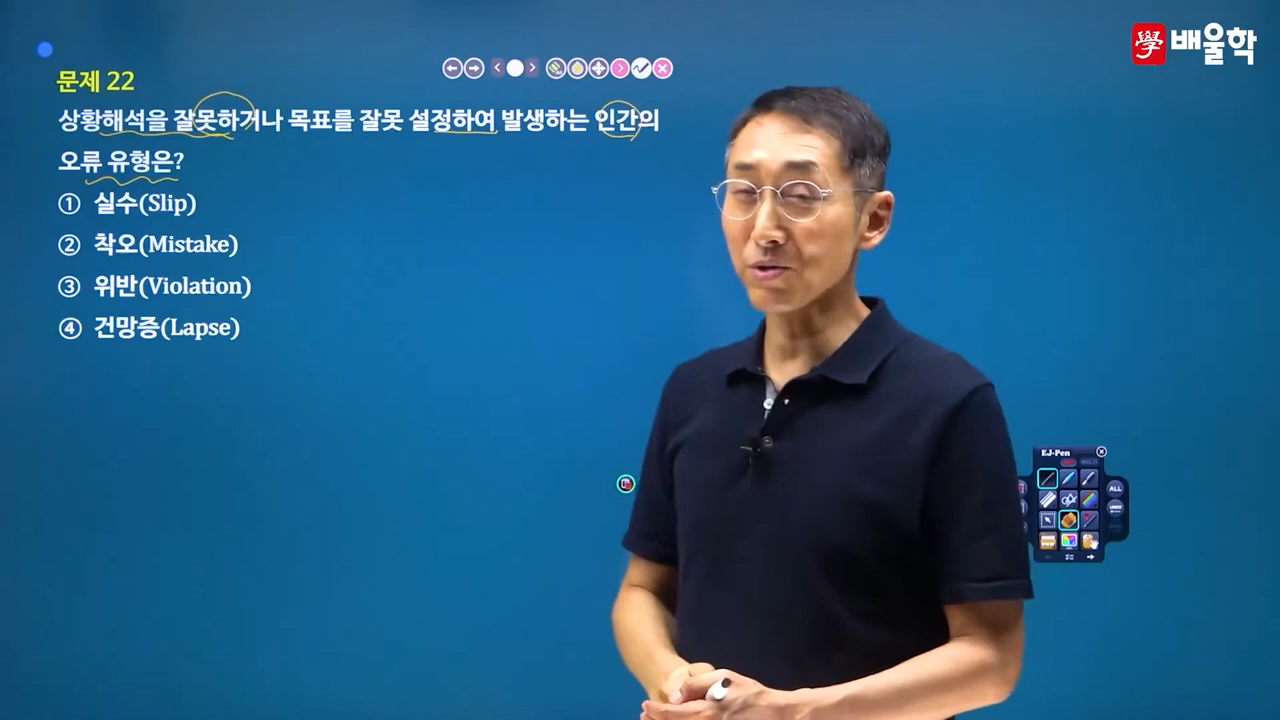 學 배울학
문제 22
상황해석을 잘못하거나 목표를 잘못 설정하여 발생하는 인간의
오류 유형은?
① 실수(Slip)
② 착오(Mistake)
③ 위반(Violation)
④ 건망증(Lapse)
EJ-Pen
ALL